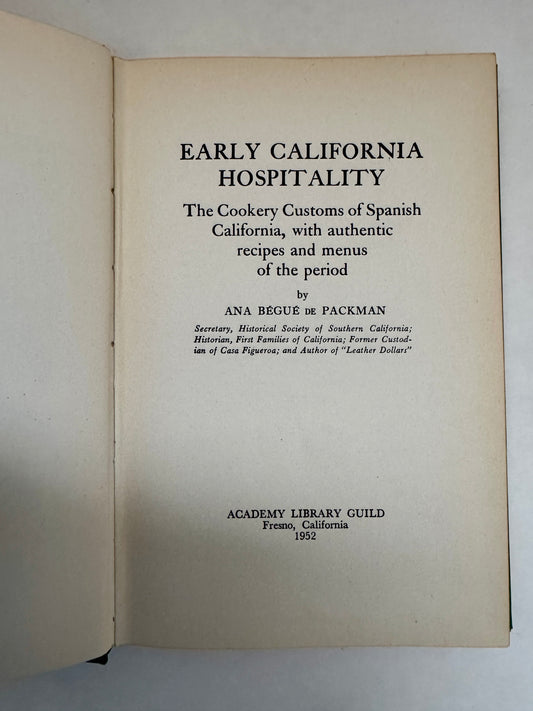 EARLY CALIFORNIA
HOSPITALITY
The Cookery Customs of Spanish
California, with authentic
recipes and menus
of the period
by
ANA BÉGUÉ DE PACKMAN
Secretary, Historical Society of Southern California;
Historian, First Families of California; Former Custod-
ian of Casa Figueroa; and Author of "Leather Dollars"
ACADEMY LIBRARY GUILD
Fresno, California
1952